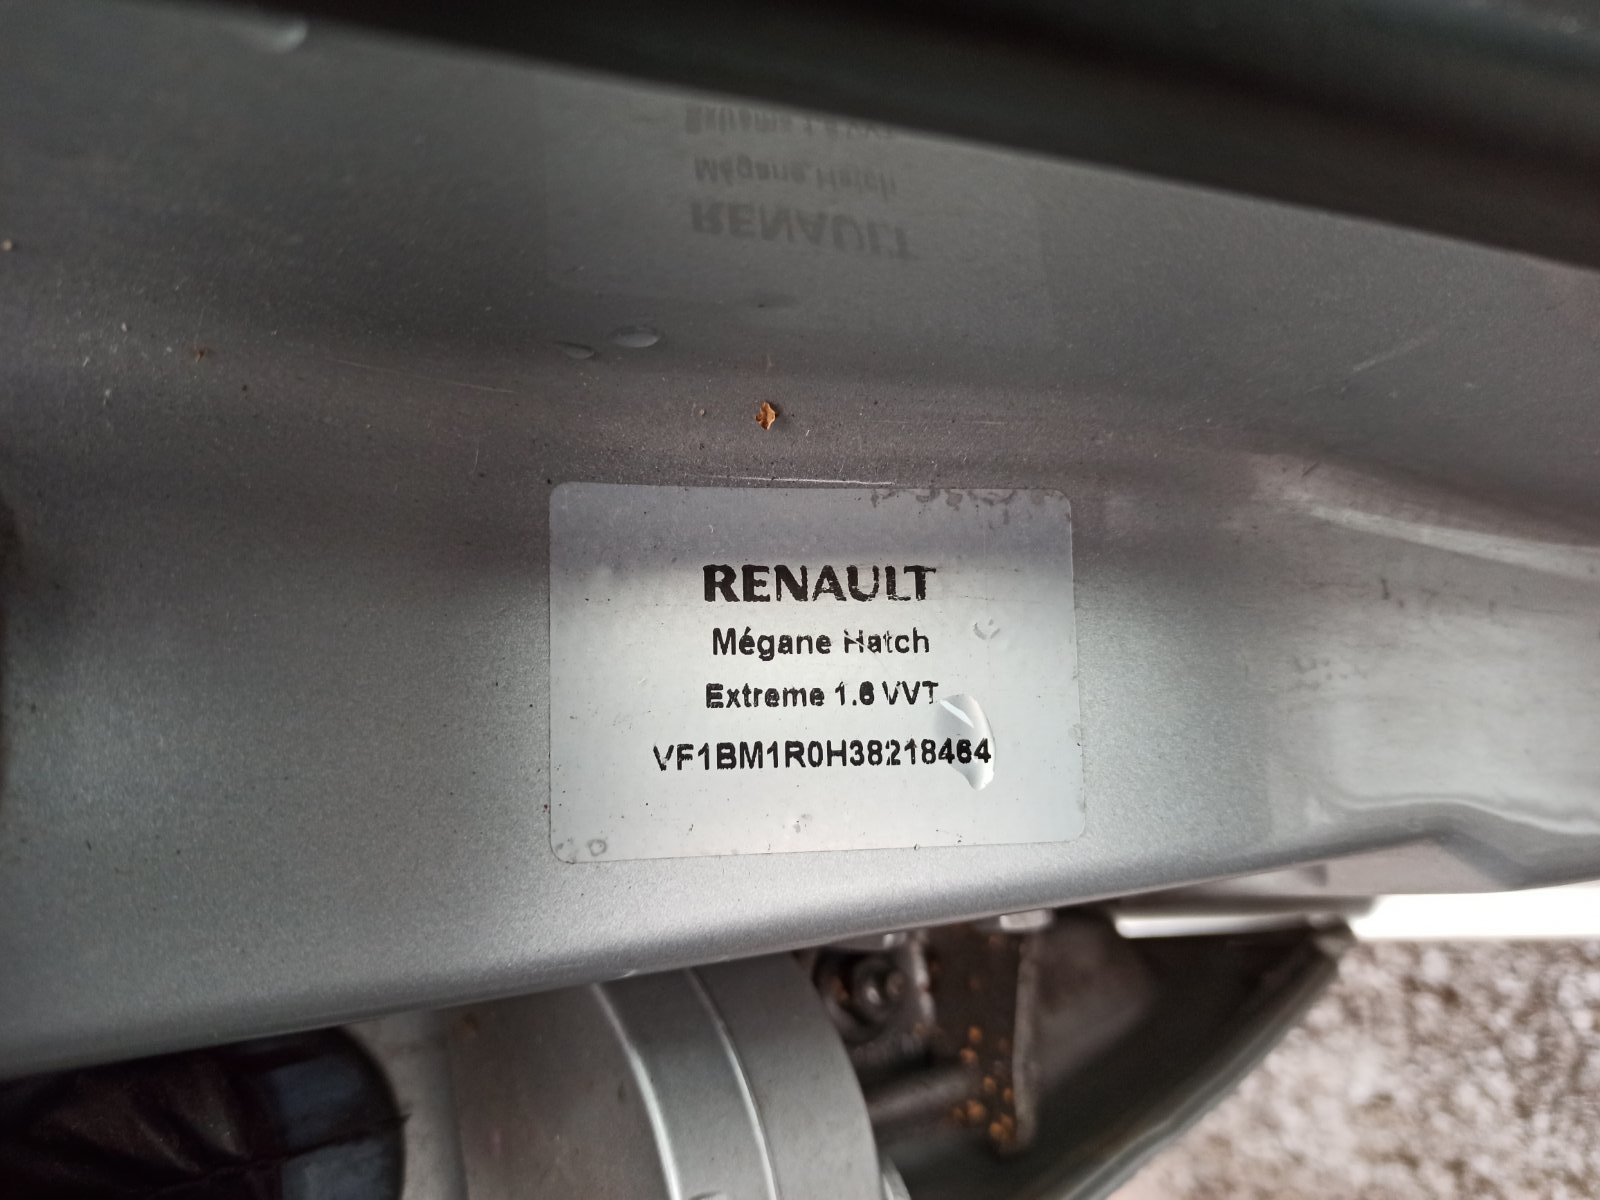 RENAULT
Mégane Hatch
Extreme 1.6 VVT
VF1BM1R0H38218464